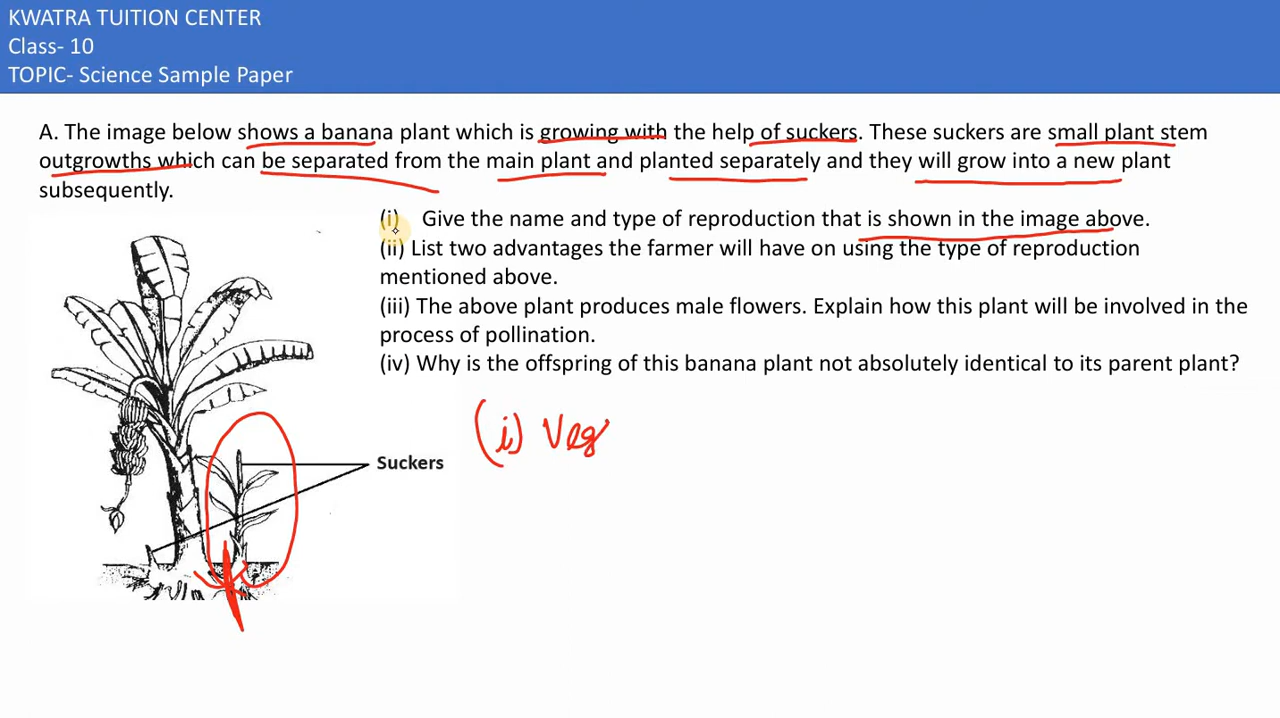 KWATRA TUITION CENTER
Class- 10
TOPIC- Science Sample Paper
A. The image below shows a banana plant which is growing with the help of suckers. These suckers are small plant stem
outgrowths which can be separated from the main plant and planted separately and they will grow into a new plant
subsequently.
(i) Give the name and type of reproduction that is shown in the image above.
(ii) List two advantages the farmer will have on using the type of reproduction
mentioned above.
(iii) The above plant produces male flowers. Explain how this plant will be involved in the
process of pollination.
(iv) Why is the offspring of this banana plant not absolutely identical to its parent plant?
(i) Veg
Suckers